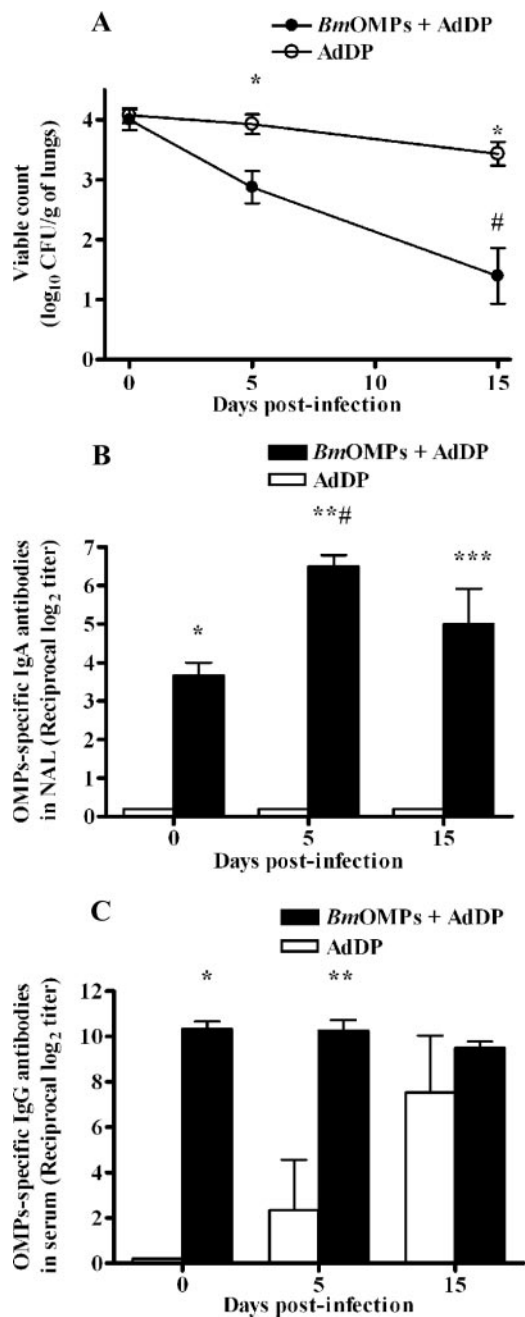 A
BmOMPs + AdDP
AdDP
*
*
#
4
3
2
1
0
Viable count
(log10 CFU/g of lungs)
0
5
10
15
Days post-infection
B
BmOMPs + AdDP
AdDP
**#
***
*
7
6
5
4
3
2
1
0
OMPs-specific IgA antibodies
in NAL (Reciprocal log2 titer)
0
5
15
Days post-infection
C
BmOMPs + AdDP
AdDP
*
**
12
10
8
6
4
2
0
OMPs-specific IgG antibodies
in serum (Reciprocal log2 titer)
0
5
15
Days post-infection